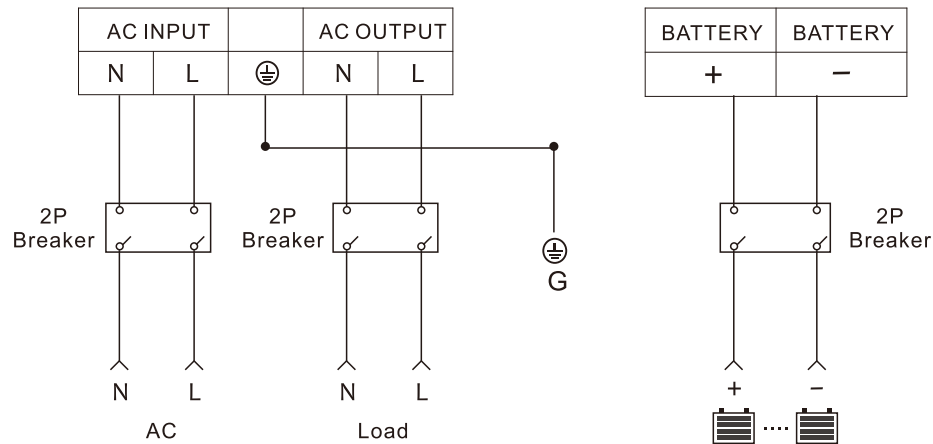 AC INPUT AC OUTPUT
N L N L
BATTERY BATTERY
+ −
2P
Breaker
2P
Breaker
2P
Breaker
G
N L
AC
N L
Load
+ −
....